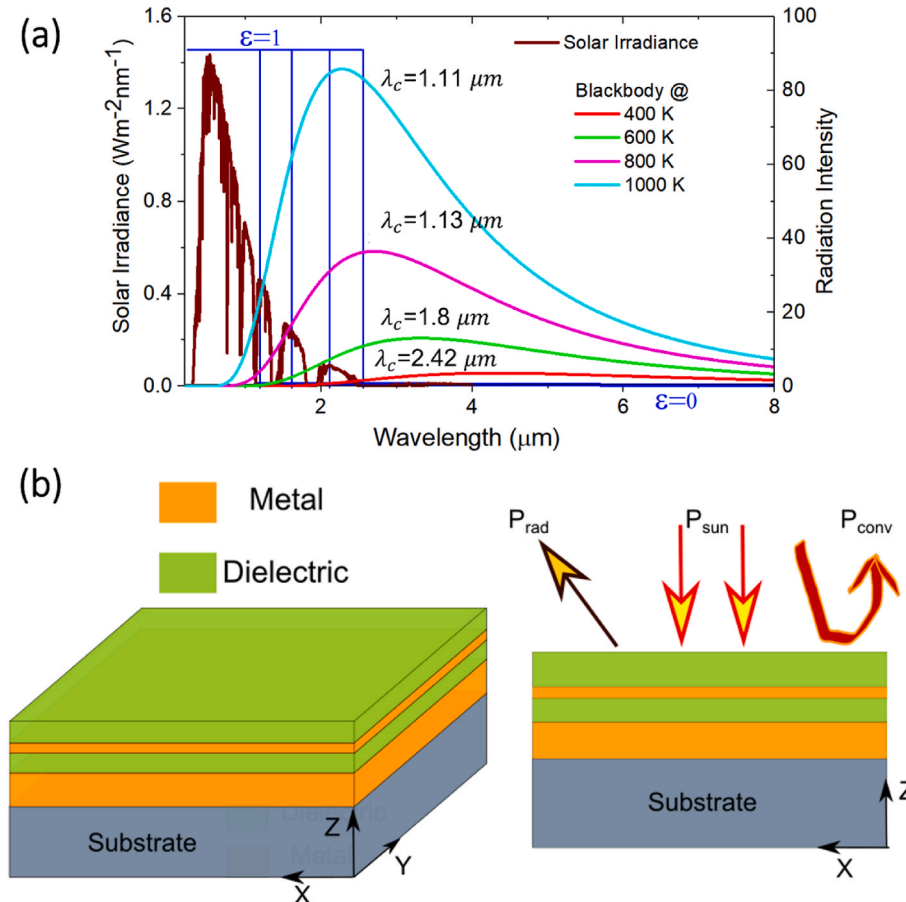 (a)
1.6
1.2
0.8
0.4
0.0
Solar Irradiance (Wm-2nm-1)
ε=1
Solar Irradiance
Blackbody @
400 K
600 K
800 K
1000 K
λc=1.11 μm
λc=1.13 μm
λc=1.8 μm
λc=2.42 μm
ε=0
100
80
60
40
20
0
Radiation Intensity
2
4
6
8
Wavelength (μm)
(b)
Metal
Dielectric
Substrate
Dielectric
Metal
Z
Y
X
Prad
Psun
Pconv
Substrate
Z
X